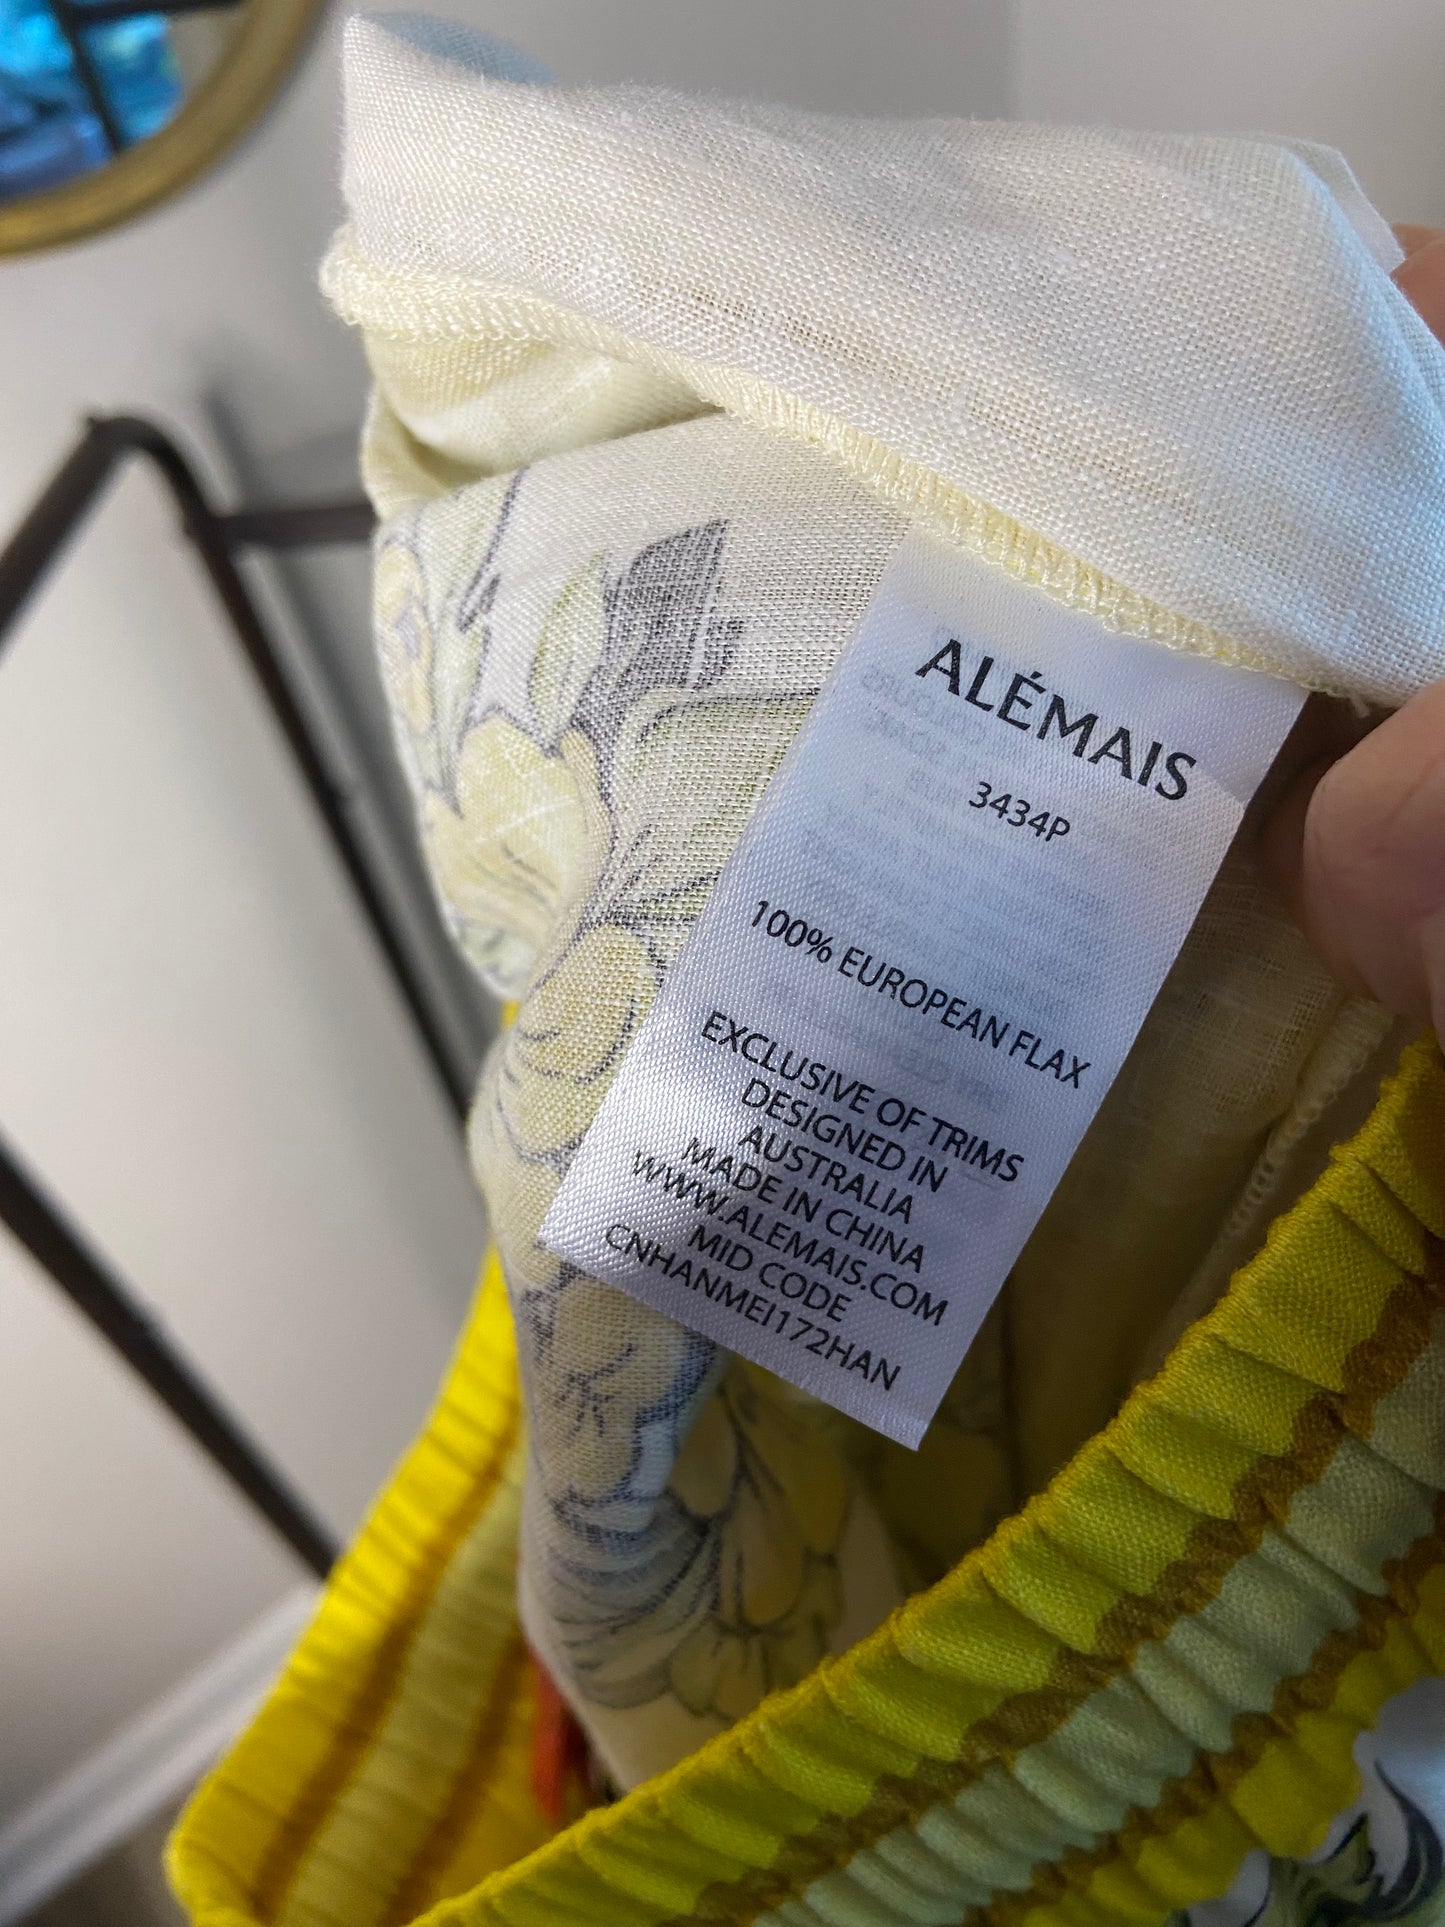 ALÉMAIS
3434P
100% EUROPEAN FLAX
EXCLUSIVE OF TRIMS
DESIGNED IN
AUSTRALIA
MADE IN CHINA
WWW.ALEMAIS.COM
MID CODE
CNHANMEI172HAN